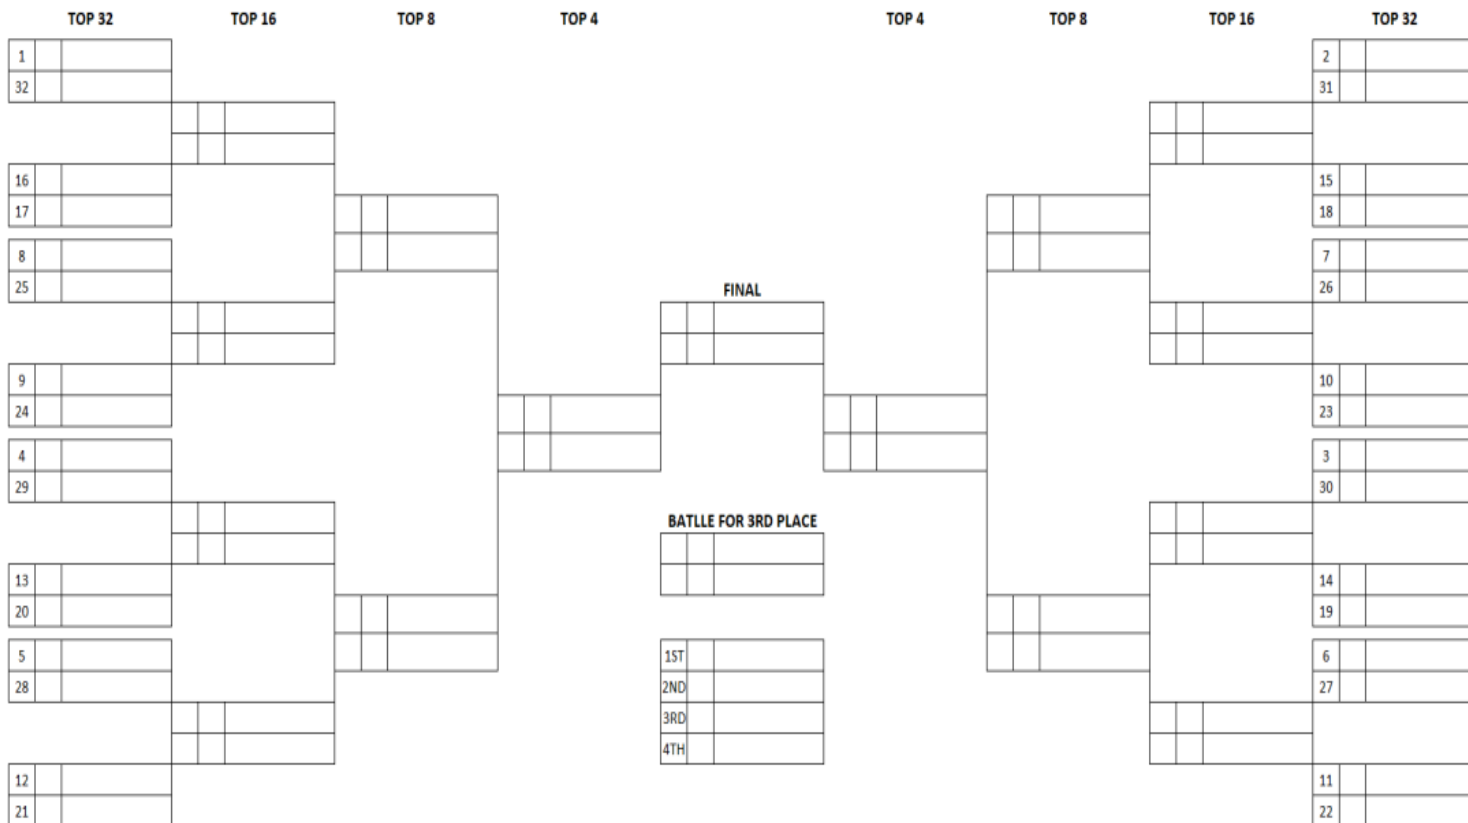 TOP 32 TOP 16 TOP 8 TOP 4 TOP 4 TOP 8 TOP 16 TOP 32
1 2
32 31
16 15
17 18
8 7
25 26
FINAL
9 10
24 23
4 3
29 30
BATLLE FOR 3RD PLACE
13 14
20 19
5 1ST 6
28 2ND 27
3RD
4TH
12 11
21 22